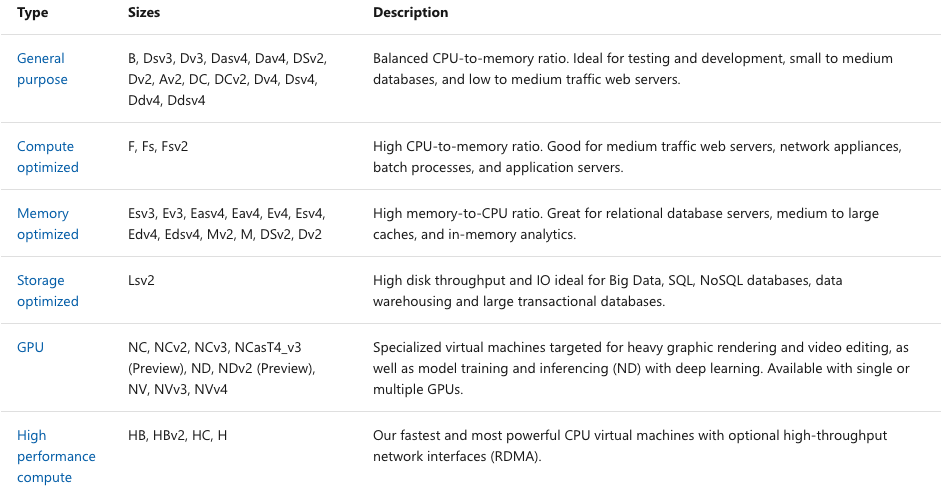 Type Sizes Description
General purpose
B, Dsv3, Dv3, Dasv4, Dav4, DSv2,
Dv2, Av2, DC, DCv2, Dv4, Dsv4,
Ddv4, Ddsv4
Balanced CPU-to-memory ratio. Ideal for testing and development, small to medium
databases, and low to medium traffic web servers.
Compute
optimized
F, Fs, Fsv2
High CPU-to-memory ratio. Good for medium traffic web servers, network appliances,
batch processes, and application servers.
Memory
optimized
Esv3, Ev3, Easv4, Eav4, Ev4, Esv4,
Edv4, Edsv4, Mv2, M, DSv2, Dv2
High memory-to-CPU ratio. Great for relational database servers, medium to large
caches, and in-memory analytics.
Storage
optimized
Lsv2
High disk throughput and IO ideal for Big Data, SQL, NoSQL databases, data
warehousing and large transactional databases.
GPU
NC, NCv2, NCv3, NCasT4_v3
(Preview), ND, NDv2 (Preview),
NV, NVv3, NVv4
Specialized virtual machines targeted for heavy graphic rendering and video editing, as
well as model training and inferencing (ND) with deep learning. Available with single or
multiple GPUs.
High
performance
compute
HB, HBv2, HC, H
Our fastest and most powerful CPU virtual machines with optional high-throughput
network interfaces (RDMA).